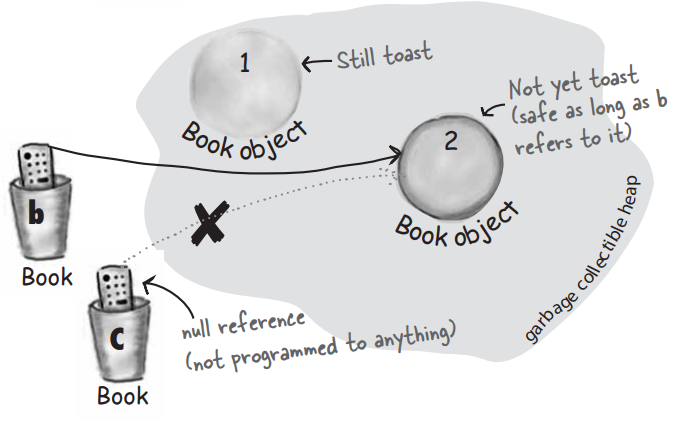 1
Still toast
Book object
Not yet toast
(safe as long as b
refers to it)
2
Book object
b
Book
c
Book
null reference
(not programmed to anything)
garbage collectible heap